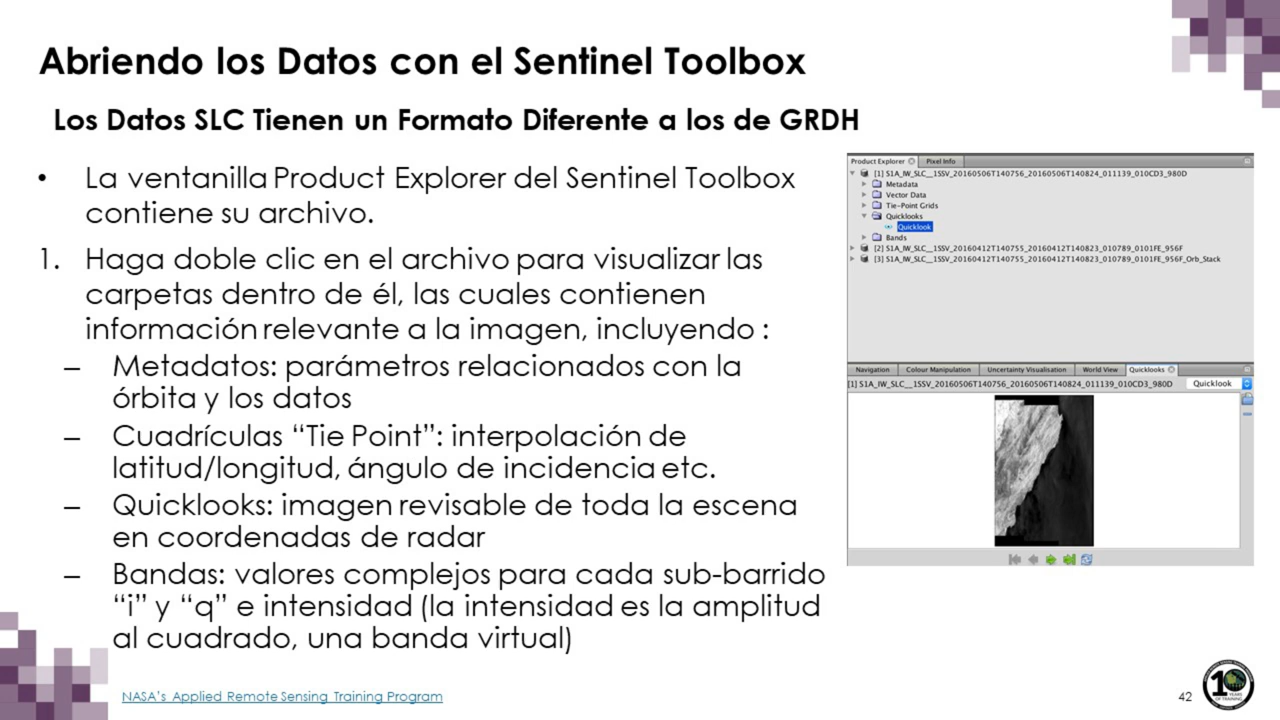 Abriendo los Datos con el Sentinel Toolbox
Los Datos SLC Tienen un Formato Diferente a los de GRDH
• La ventanilla Product Explorer del Sentinel Toolbox
contiene su archivo.
1. Haga doble clic en el archivo para visualizar las
carpetas dentro de él, las cuales contienen
información relevante a la imagen, incluyendo :
– Metadatos: parámetros relacionados con la
órbita y los datos
– Cuadrículas “Tie Point”: interpolación de
latitud/longitud, ángulo de incidencia etc.
– Quicklooks: imagen revisable de toda la escena
en coordenadas de radar
– Bandas: valores complejos para cada sub-barrido
“i” y “q” e intensidad (la intensidad es la amplitud
al cuadrado, una banda virtual)
Product Explorer Pixel Info
[1] S1A_IW_SLC__1SSV_20160506T140756_20160506T140824_011139_010CD3_980D
Metadata
Vector Data
Tie-Point Grids
Quicklooks
Quicklook
Bands
[2] S1A_IW_SLC__1SSV_20160412T140755_20160412T140823_010789_0101FE_956F
[3] S1A_IW_SLC__1SSV_20160412T140755_20160412T140823_010789_0101FE_956F_Orb_Stack
Navigation Colour Manipulation Uncertainty Visualisation World View Quicklooks
[1] S1A_IW_SLC__1SSV_20160506T140756_20160506T140824_011139_010CD3_980D Quicklook
NASA's Applied Remote Sensing Training Program
42
10
YEARS
OF TRAINING